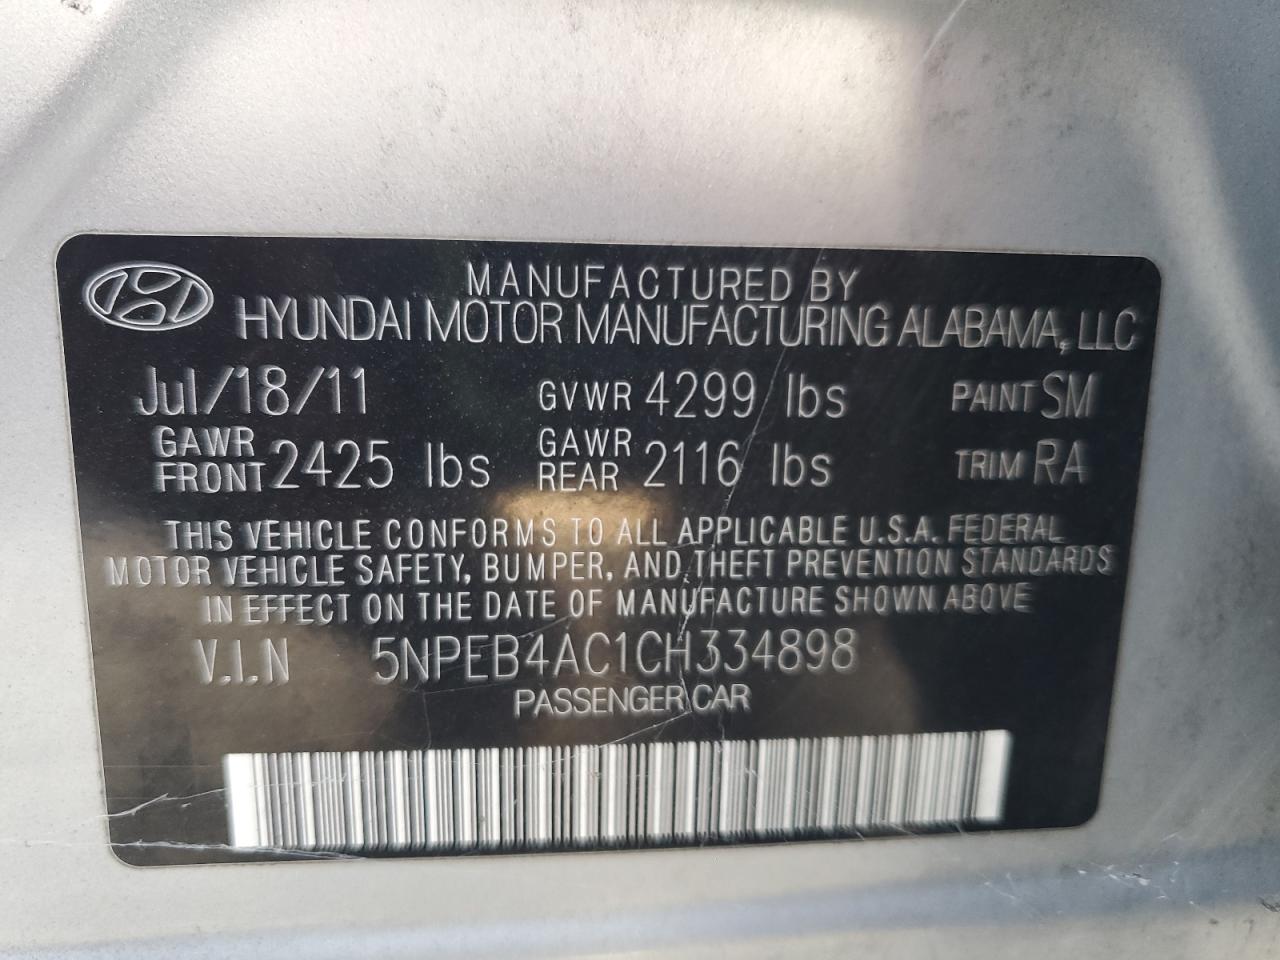 MANUFACTURED BY
HYUNDAI MOTOR MANUFACTURING ALABAMA, LLC
Jul/18/11 GVWR 4299 lbs PAINT SM
GAWR FRONT 2425 lbs GAWR REAR 2116 lbs TRIM RA
THIS VEHICLE CONFORMS TO ALL APPLICABLE U.S.A. FEDERAL
MOTOR VEHICLE SAFETY, BUMPER, AND THEFT PREVENTION STANDARDS
IN EFFECT ON THE DATE OF MANUFACTURE SHOWN ABOVE
V.I.N 5NPEB4AC1CH334898
PASSENGER CAR